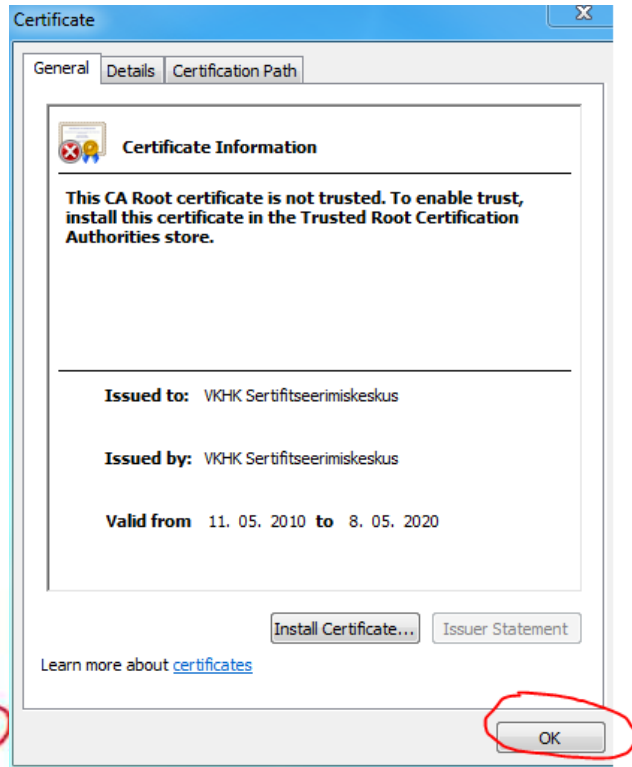 Certificate
General Details Certification Path
Certificate Information
This CA Root certificate is not trusted. To enable trust,
install this certificate in the Trusted Root Certification
Authorities store.
Issued to: VKHK Sertifitseerimiskeskus
Issued by: VKHK Sertifitseerimiskeskus
Valid from 11. 05. 2010 to 8. 05. 2020
Install Certificate... Issuer Statement
Learn more about certificates
OK